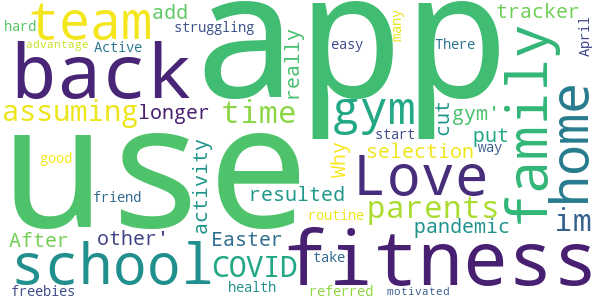 hard
team
add
app
tracker
advantage
Active
struggling
really
easy
many
There
April
back
assuming
longer
time
gym
cut
gym'
put
family
home
use
start
way
good
activity
Why
selection
Love
friend
resulted
parents
im
routine
pandemic
After
other'
Easter
school
COVID
take
fitness
health
freebies
referred
motivated